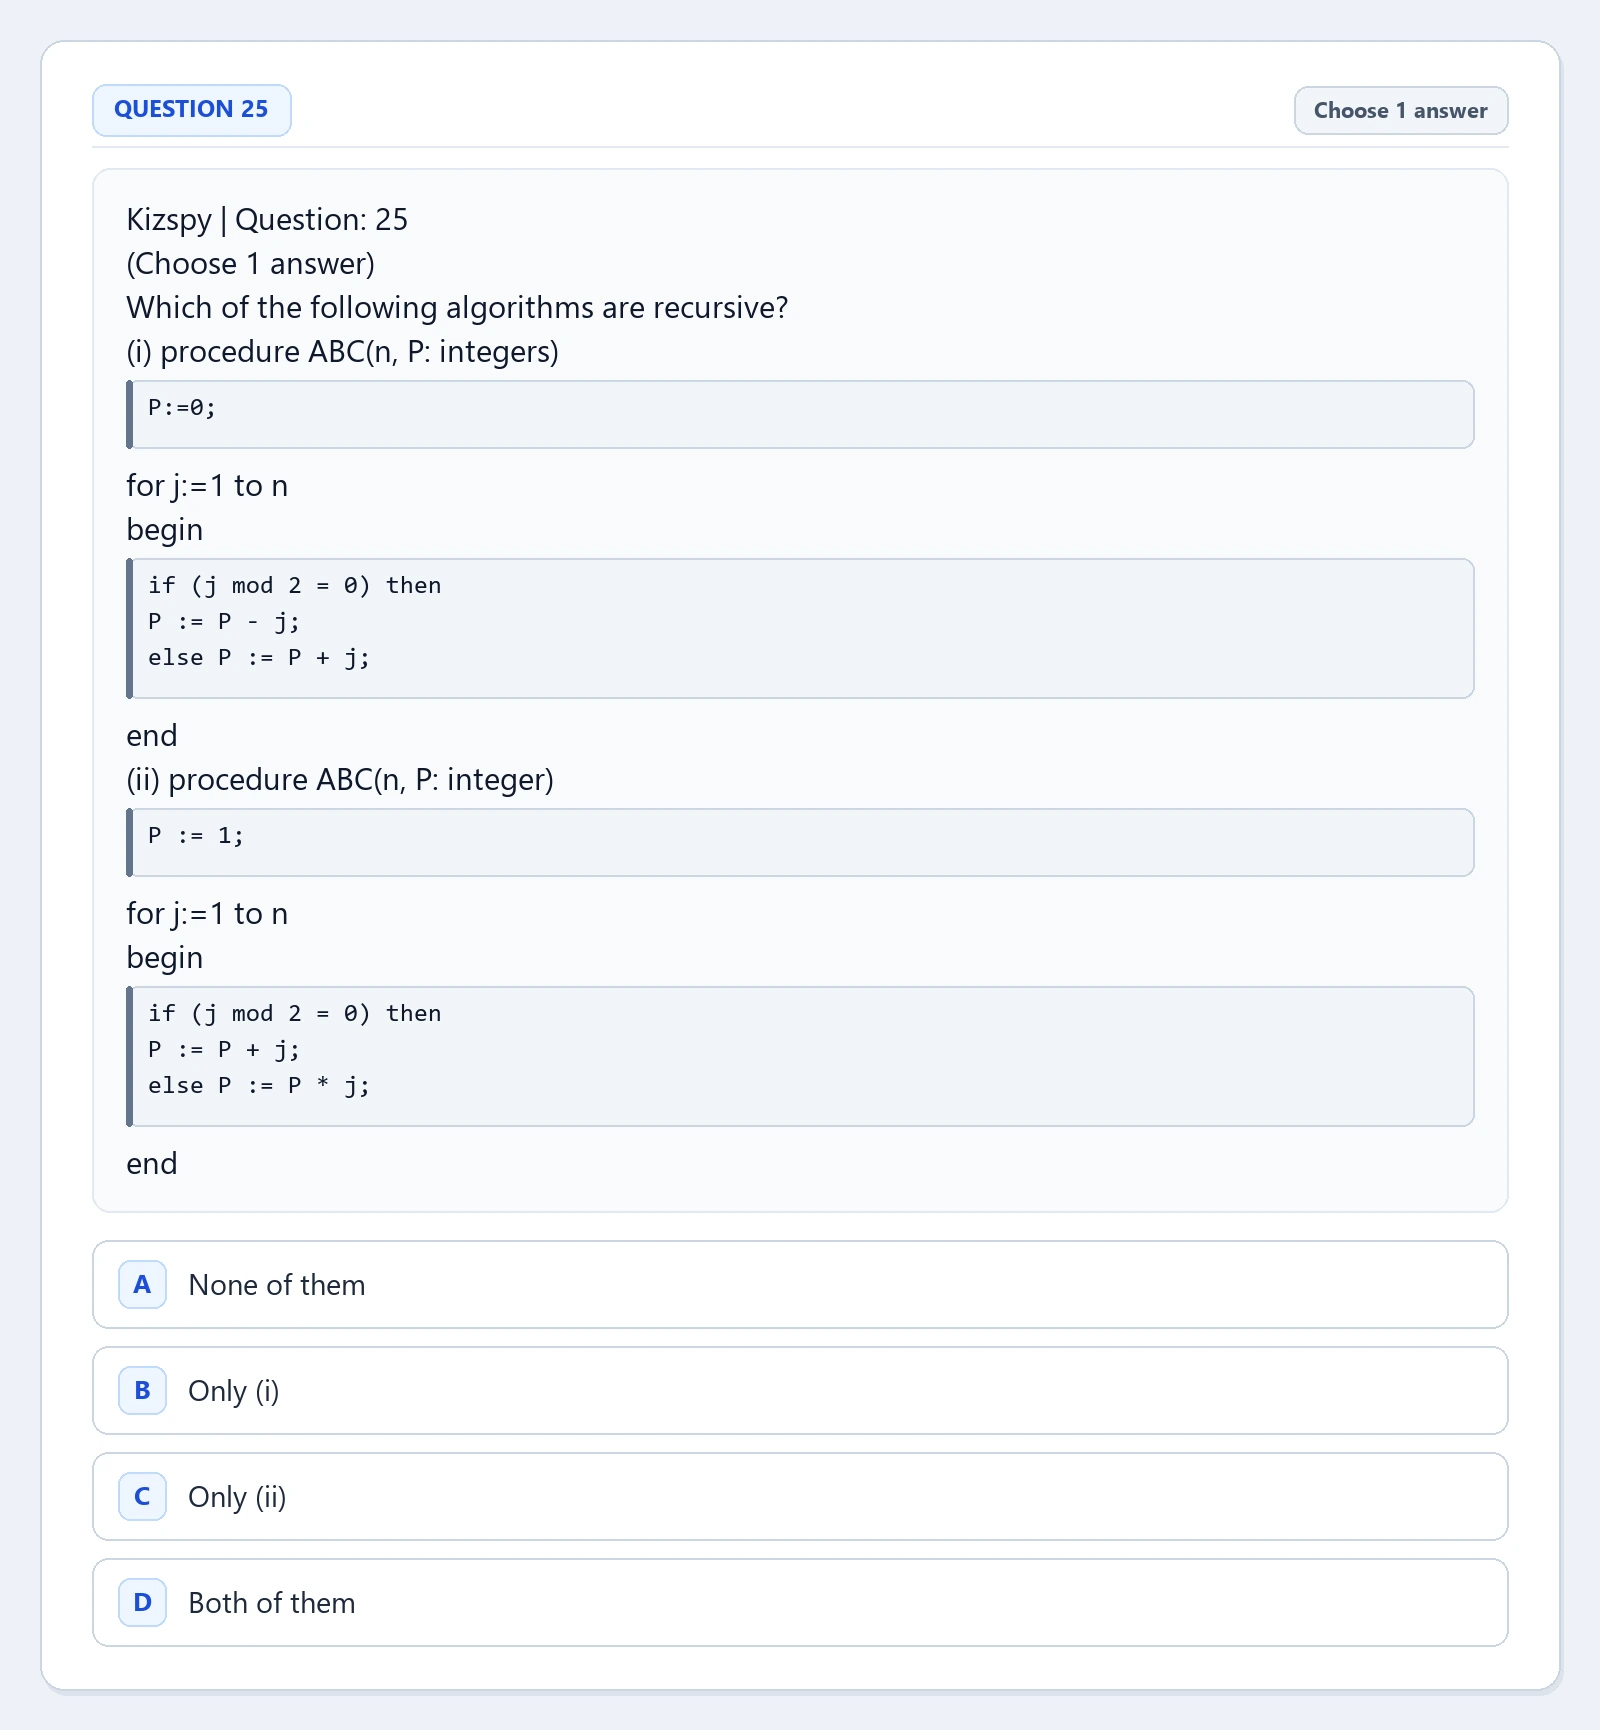 QUESTION 25
Choose 1 answer
Kizspy | Question: 25
(Choose 1 answer)
Which of the following algorithms are recursive?
(i) procedure ABC(n, P: integers)
P:=0;
for j:=1 to n
begin
if (j mod 2 = 0) then
P := P - j;
else P := P + j;
end
(ii) procedure ABC(n, P: integer)
P := 1;
for j:=1 to n
begin
if (j mod 2 = 0) then
P := P + j;
else P := P * j;
end
A None of them
B Only (i)
C Only (ii)
D Both of them